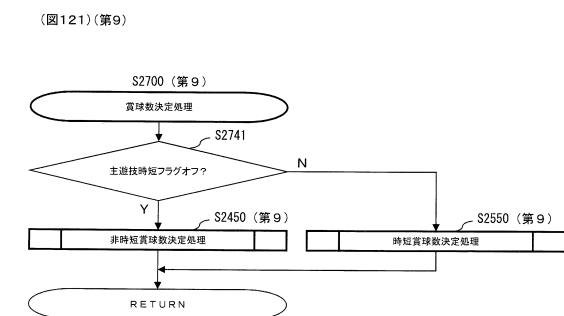 (図121)(第9)
S2700（第９）
賞球数決定処理
S2741
主遊技時短フラグオフ？
N
Y
S2450（第９）
S2550（第９）
非時短賞球数決定処理
時短賞球数決定処理
ＲＥＴＵＲＮ